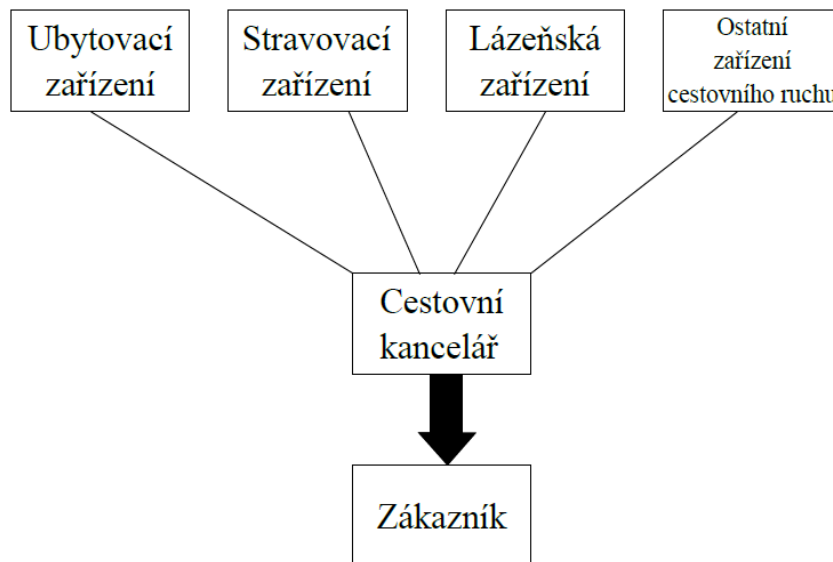 Ubytovací
zařízení
Stravovací
zařízení
Lázeňská
zařízení
Ostatní
zařízení
cestovního ruchu
Cestovní
kancelář
Zákazník